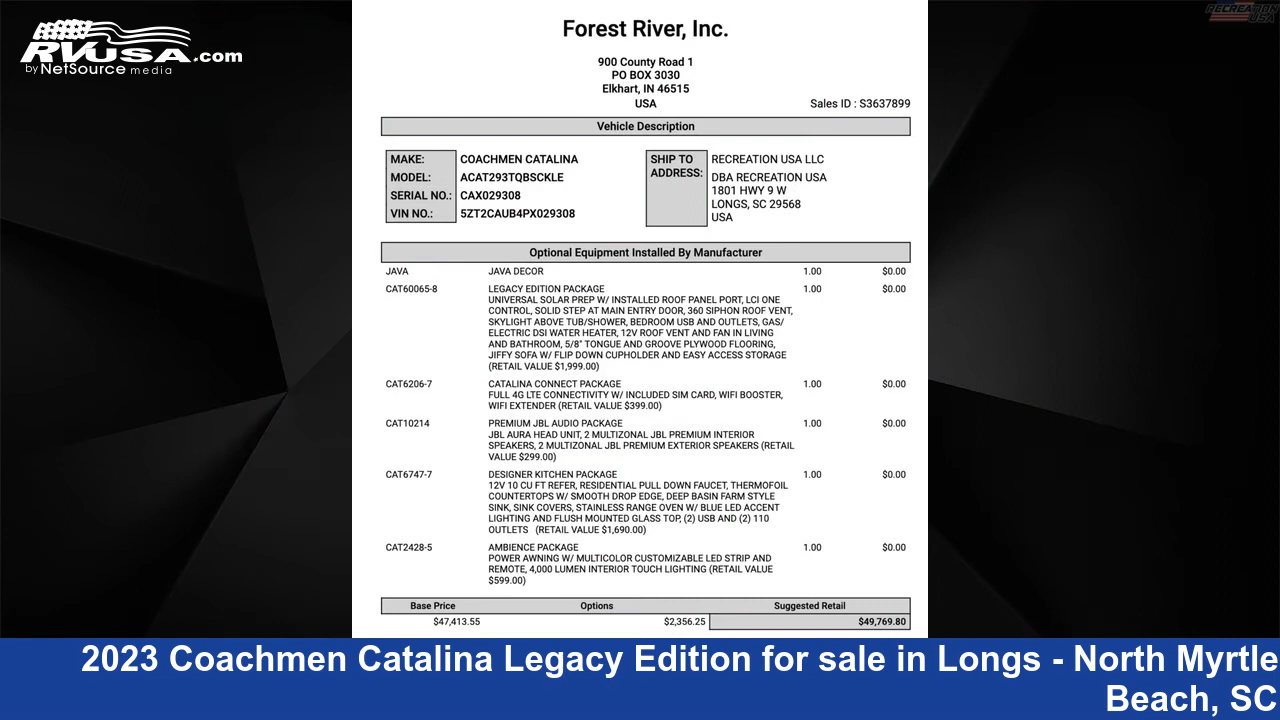 RVUSA.com
by NetSource media
RECREATION
USA
Forest River, Inc.
900 County Road 1
PO BOX 3030
Elkhart, IN 46515
USA
Sales ID : S3637899
Vehicle Description
MAKE: COACHMEN CATALINA
MODEL: ACAT293TQBSCKLE
SERIAL NO.: CAX029308
VIN NO.: 5ZT2CAUB4PX029308
SHIP TO ADDRESS: RECREATION USA LLC
DBA RECREATION USA
1801 HWY 9 W
LONGS, SC 29568
USA
Optional Equipment Installed By Manufacturer
JAVA JAVA DECOR 1.00 $0.00
CAT60065-8 LEGACY EDITION PACKAGE 1.00 $0.00
UNIVERSAL SOLAR PREP W/ INSTALLED ROOF PANEL PORT, LCI ONE
CONTROL, SOLID STEP AT MAIN ENTRY DOOR, 360 SIPHON ROOF VENT,
SKYLIGHT ABOVE TUB/SHOWER, BEDROOM USB AND OUTLETS, GAS/
ELECTRIC DSI WATER HEATER, 12V ROOF VENT AND FAN IN LIVING
AND BATHROOM, 5/8" TONGUE AND GROOVE PLYWOOD FLOORING,
JIFFY SOFA W/ FLIP DOWN CUPHOLDER AND EASY ACCESS STORAGE
(RETAIL VALUE $1,999.00)
CAT6206-7 CATALINA CONNECT PACKAGE 1.00 $0.00
FULL 4G LTE CONNECTIVITY W/ INCLUDED SIM CARD, WIFI BOOSTER,
WIFI EXTENDER (RETAIL VALUE $399.00)
CAT10214 PREMIUM JBL AUDIO PACKAGE 1.00 $0.00
JBL AURA HEAD UNIT, 2 MULTIZONAL JBL PREMIUM INTERIOR
SPEAKERS, 2 MULTIZONAL JBL PREMIUM EXTERIOR SPEAKERS (RETAIL
VALUE $299.00)
CAT6747-7 DESIGNER KITCHEN PACKAGE 1.00 $0.00
12V 10 CU FT REFER, RESIDENTIAL PULL DOWN FAUCET, THERMOFOIL
COUNTERTOPS W/ SMOOTH DROP EDGE, DEEP BASIN FARM STYLE
SINK, SINK COVERS, STAINLESS RANGE OVEN W/ BLUE LED ACCENT
LIGHTING AND FLUSH MOUNTED GLASS TOP, (2) USB AND (2) 110
OUTLETS (RETAIL VALUE $1,690.00)
CAT2428-5 AMBIENCE PACKAGE 1.00 $0.00
POWER AWNING W/ MULTICOLOR CUSTOMIZABLE LED STRIP AND
REMOTE, 4,000 LUMEN INTERIOR TOUCH LIGHTING (RETAIL VALUE
$599.00)
Base Price Options Suggested Retail
$47,413.55 $2,356.25 $49,769.80
2023 Coachmen Catalina Legacy Edition for sale in Longs - North Myrtle
Beach, SC